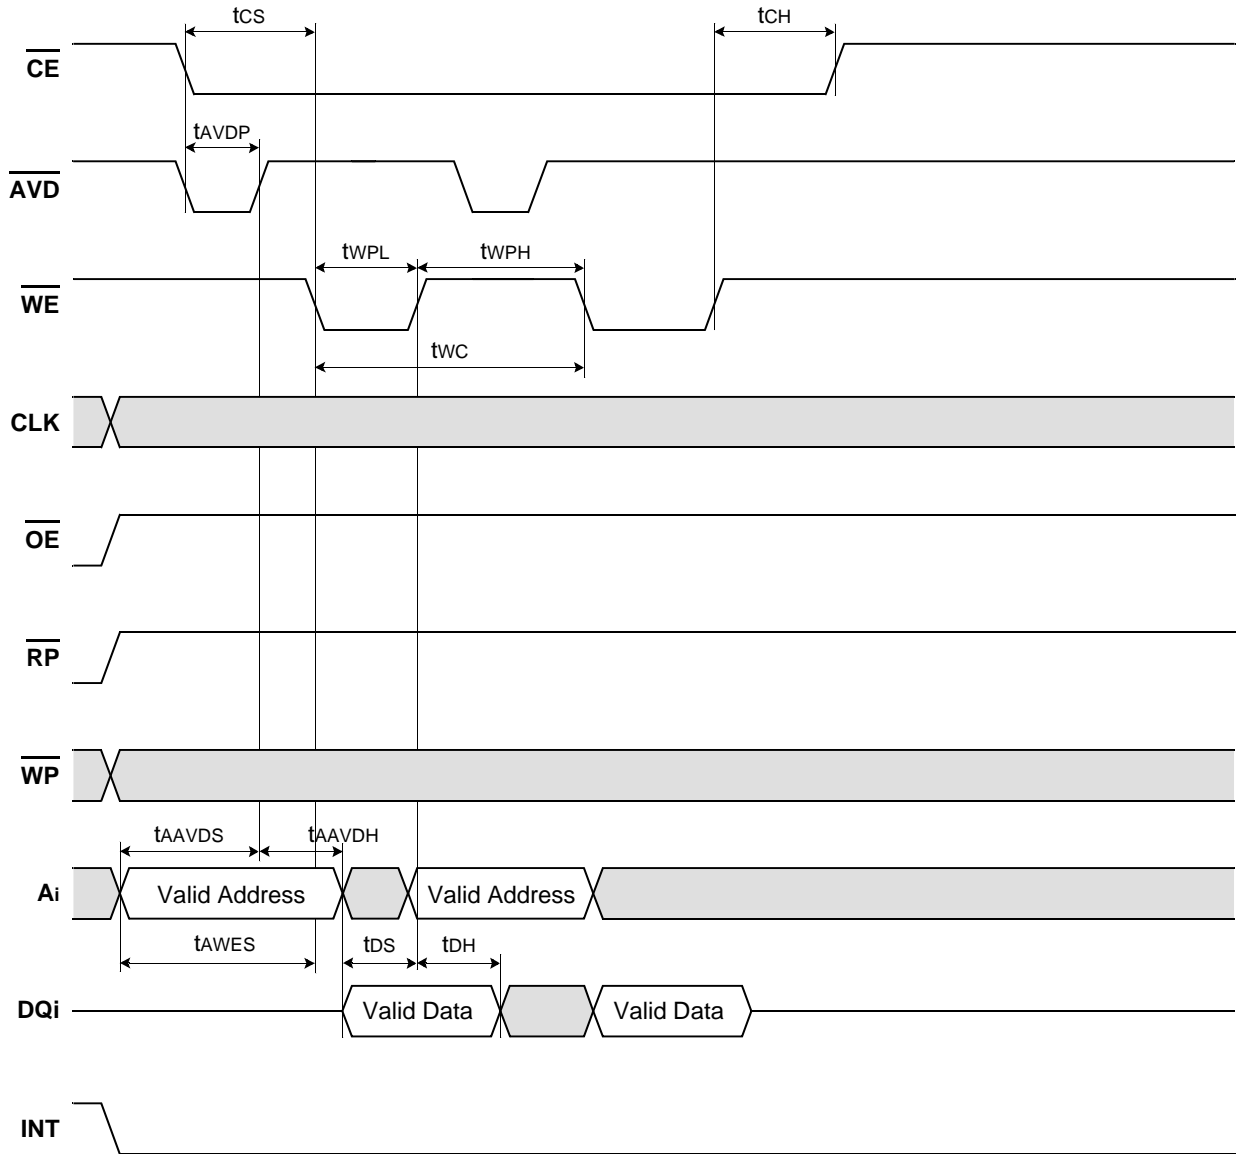 tCS
tCH
CE
tAVDP
AVD
tWPL
tWPH
WE
tWC
CLK
OE
RP
WP
tAAVDS
tAAVDH
Ai
Valid Address
Valid Address
tAWES
tDS
tDH
DQi
Valid Data
Valid Data
INT